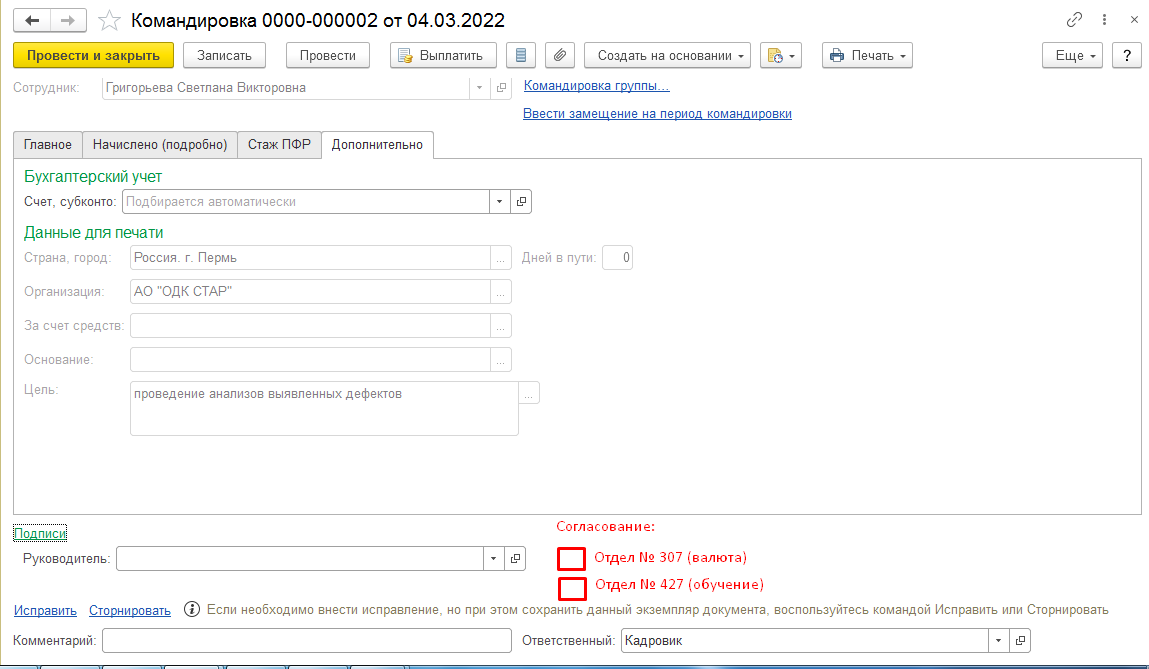 Командировка 0000-000002 от 04.03.2022
Провести и закрыть Записать Провести Выплатить Создать на основании Печать Еще ?
Сотрудник: Григорьева Светлана Викторовна Командировка группы...
Ввести замещение на период командировки
Главное Начислено (подробно) Стаж ПФР Дополнительно
Бухгалтерский учет
Счет, субконто: Подбирается автоматически
Данные для печати
Страна, город: Россия. г. Пермь ... Дней в пути: 0
Организация: АО "ОДК СТАР" ...
За счет средств: ...
Основание: ...
Цель: проведение анализов выявленных дефектов ...
Подписи Согласование:
Руководитель: Отдел № 307 (валюта)
Отдел № 427 (обучение)
Исправить Сторнировать Если необходимо внести исправление, но при этом сохранить данный экземпляр документа, воспользуйтесь командой Исправить или Сторнировать
Комментарий: Ответственный: Кадровик